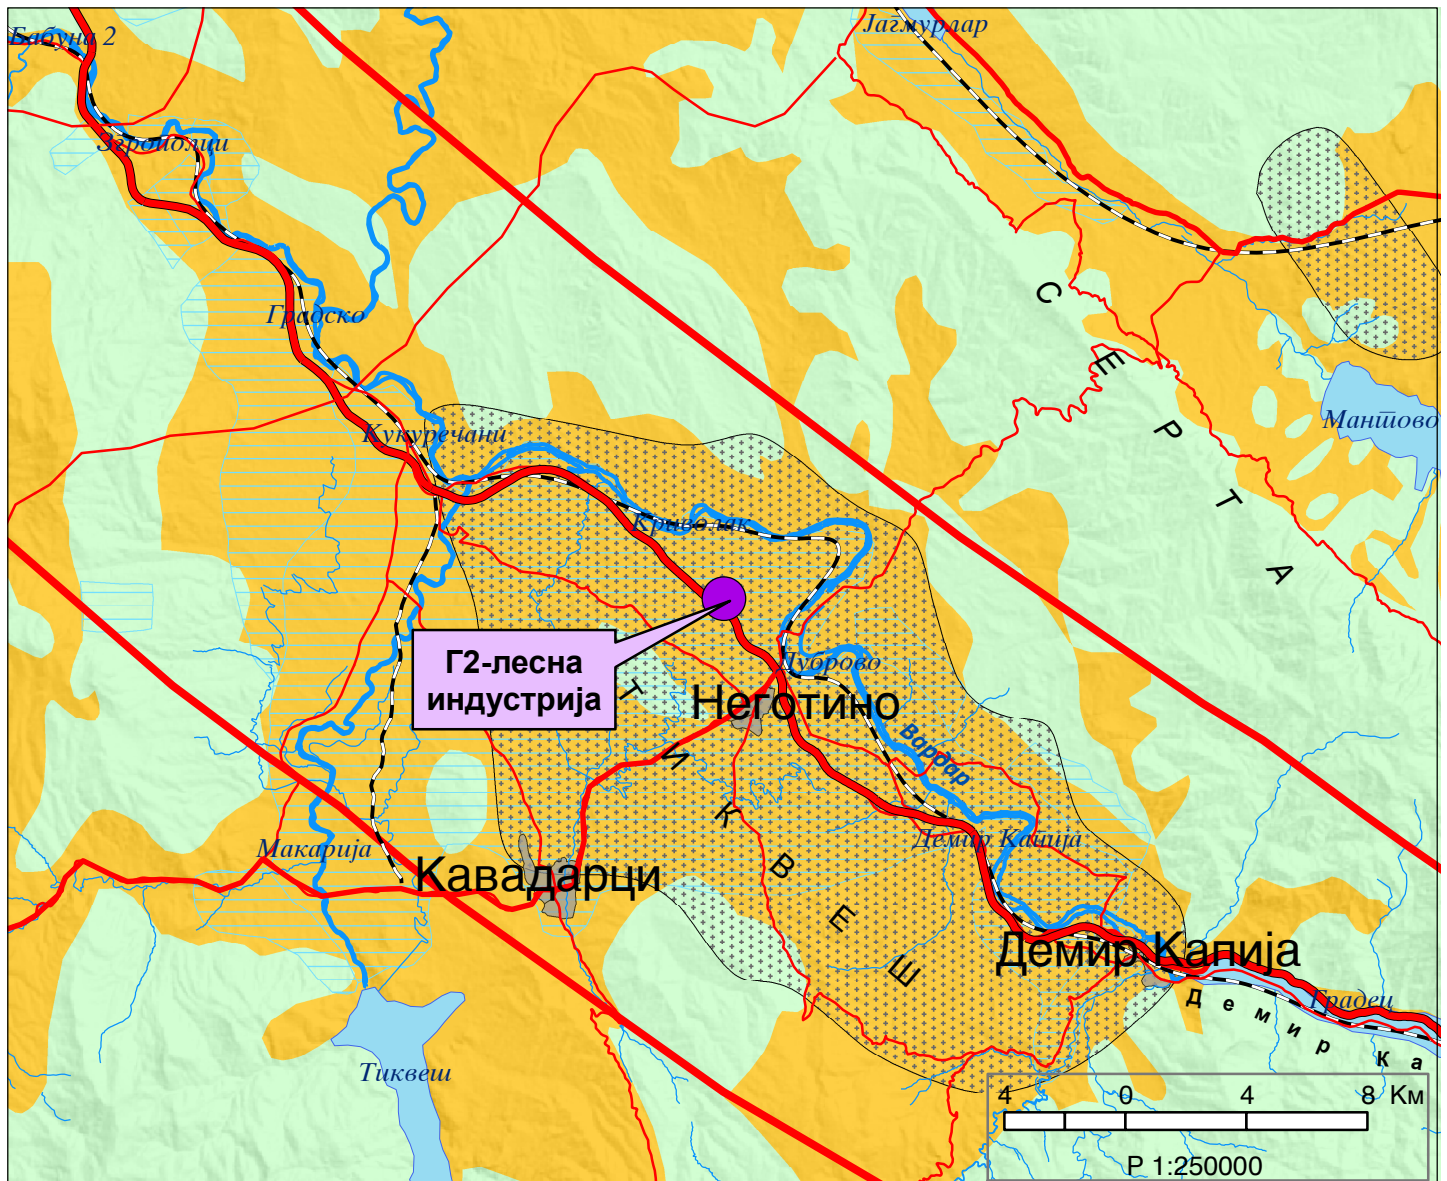 Бабуна 2
Јаѓмурлар
Згрополци
Градско
С Е Р Т А
Мантово
Кукуречани
Криволак
Г2-лесна
индустрија
Дуброво
Неготино
Вардар
Т И К В Е Ш
Демир Капија
Макарија
Кавадарци
Демир Капија
Градец
Д е м и р К а
Тиквеш
4 0 4 8 Км
Р 1:250000